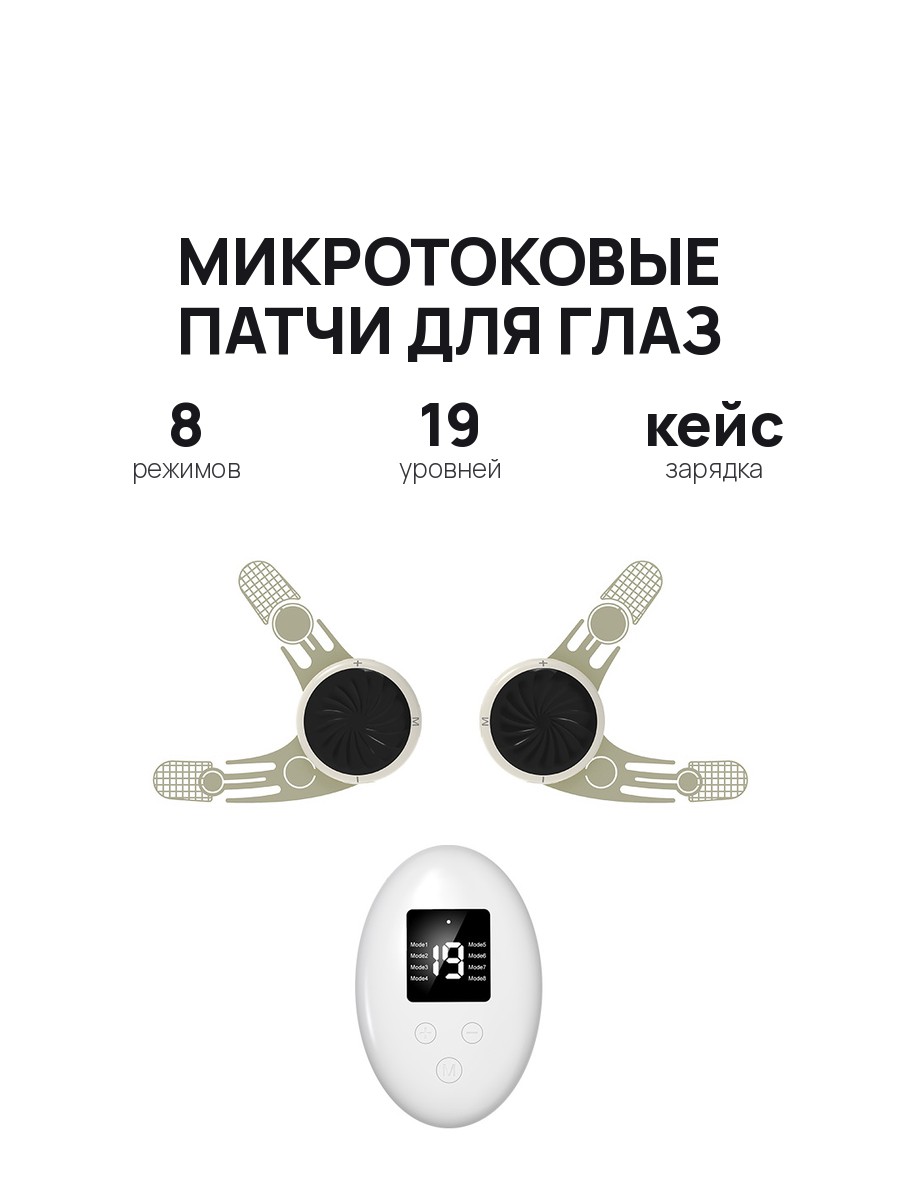 МИКРОТОКОВЫЕ
ПАТЧИ ДЛЯ ГЛАЗ
8 19 кейс
режимов уровней зарядка
+ +
M M
Mode1 Mode5
Mode2 19 Mode6
Mode3 Mode7
Mode4 Mode8
+ −
M